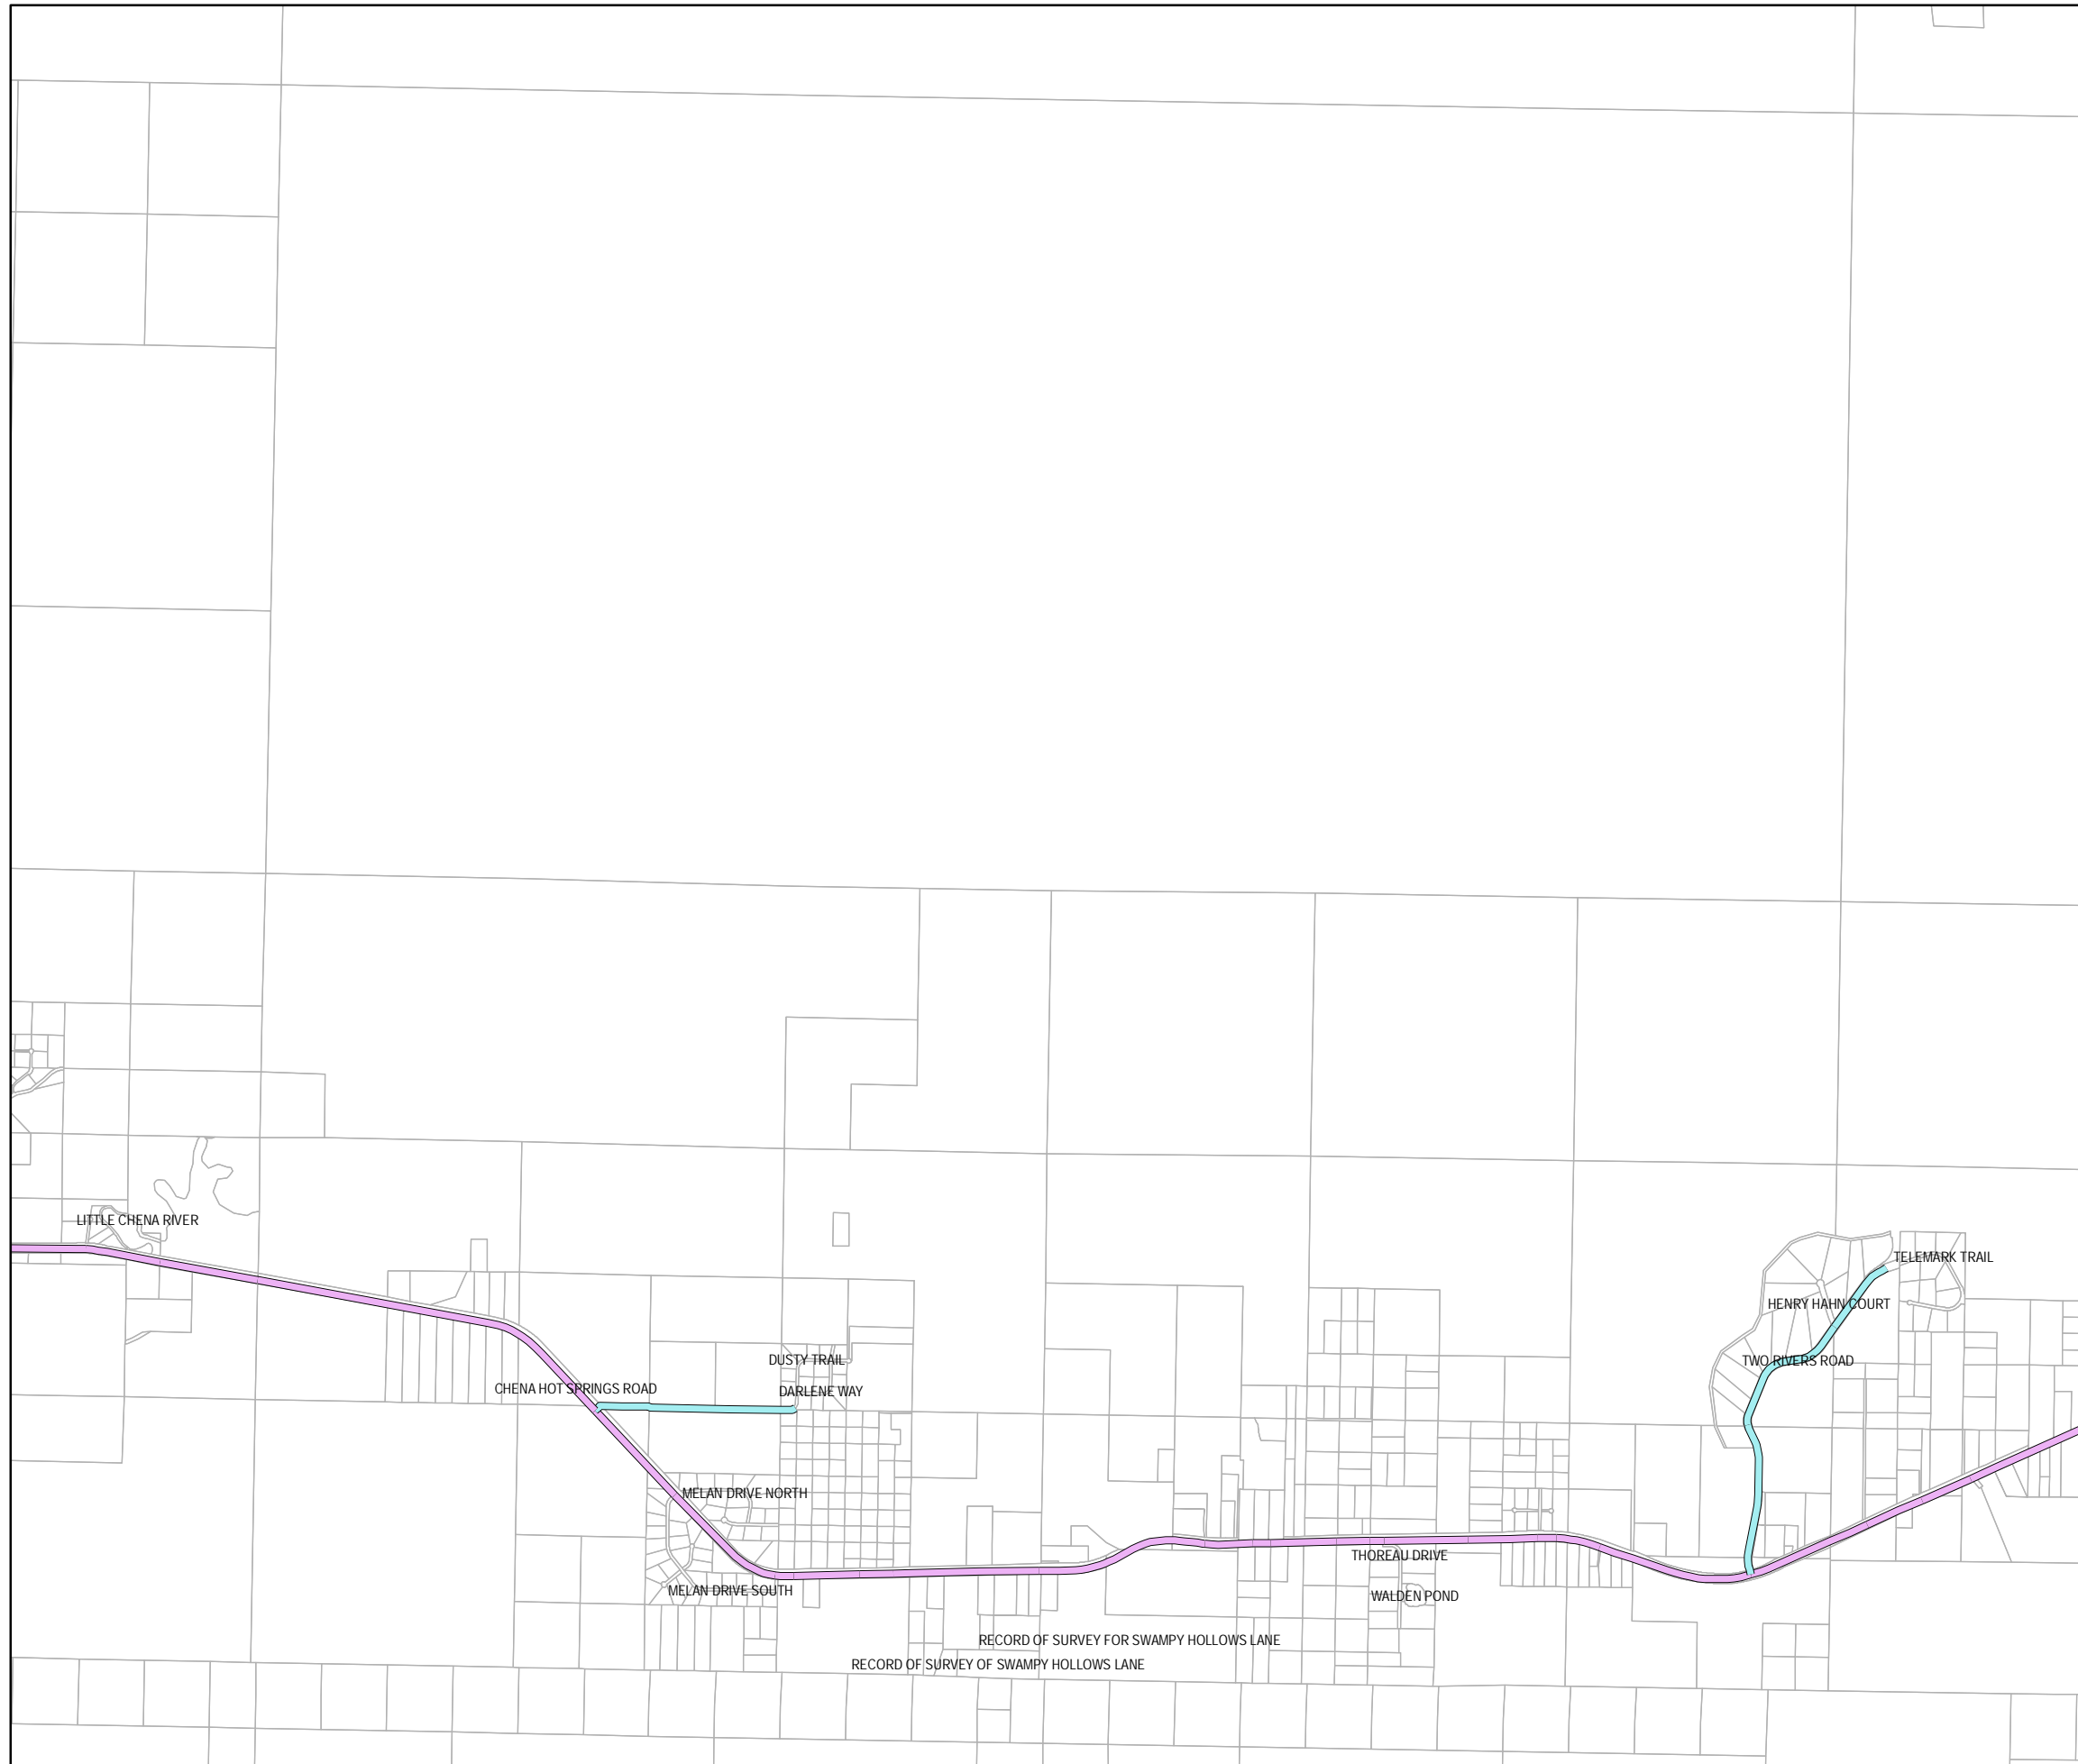 LITTLE CHENA RIVER
TELEMARK TRAIL
HENRY HAHN COURT
DUSTY TRAIL
TWO RIVERS ROAD
CHENA HOT SPRINGS ROAD
DARLENE WAY
MELAN DRIVE NORTH
THOREAU DRIVE
MELAN DRIVE SOUTH
WALDEN POND
RECORD OF SURVEY FOR SWAMPY HOLLOWS LANE
RECORD OF SURVEY OF SWAMPY HOLLOWS LANE